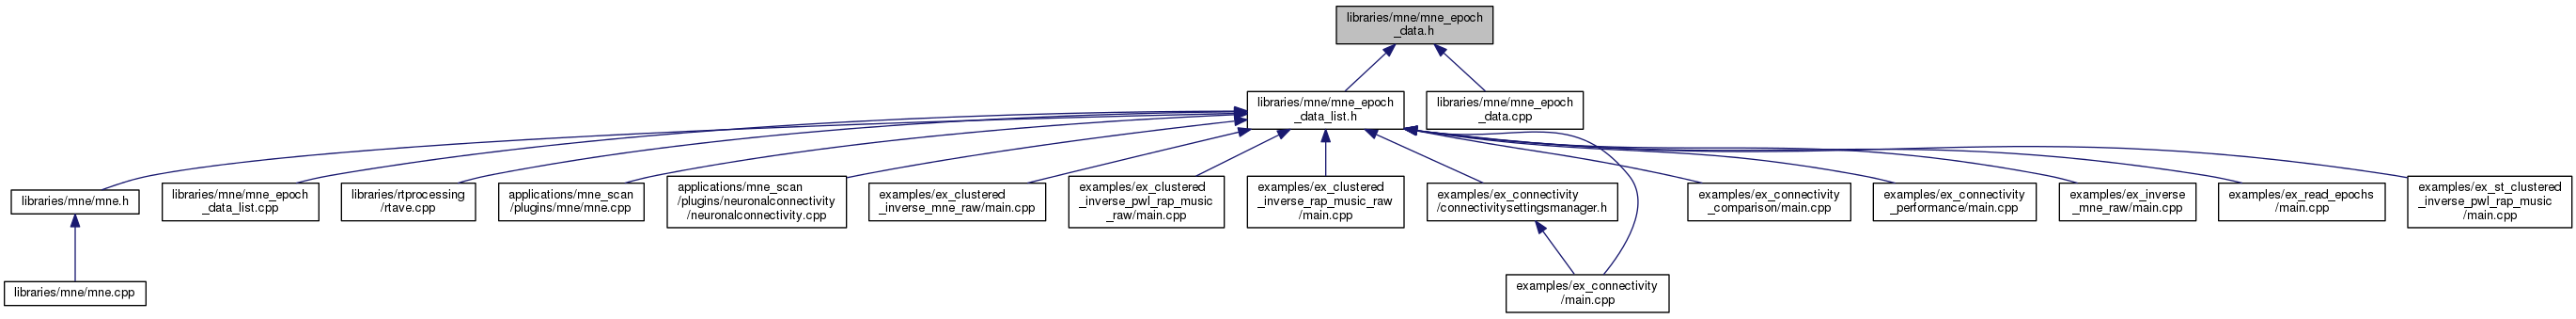 libraries/mne/mne_epoch
_data.h
libraries/mne/mne_epoch
_data_list.h
libraries/mne/mne_epoch
_data.cpp
libraries/mne/mne.h
libraries/mne/mne_epoch
_data_list.cpp
libraries/rtprocessing
/rtave.cpp
applications/mne_scan
/plugins/mne/mne.cpp
applications/mne_scan
/plugins/neuronalconnectivity
/neuronalconnectivity.cpp
examples/ex_clustered
_inverse_mne_raw/main.cpp
examples/ex_clustered
_inverse_pwl_rap_music
_raw/main.cpp
examples/ex_clustered
_inverse_rap_music_raw
/main.cpp
examples/ex_connectivity
/connectivitysettingsmanager.h
examples/ex_connectivity
_comparison/main.cpp
examples/ex_connectivity
_performance/main.cpp
examples/ex_inverse
_mne_raw/main.cpp
examples/ex_read_epochs
/main.cpp
examples/ex_st_clustered
_inverse_pwl_rap_music
/main.cpp
libraries/mne/mne.cpp
examples/ex_connectivity
/main.cpp